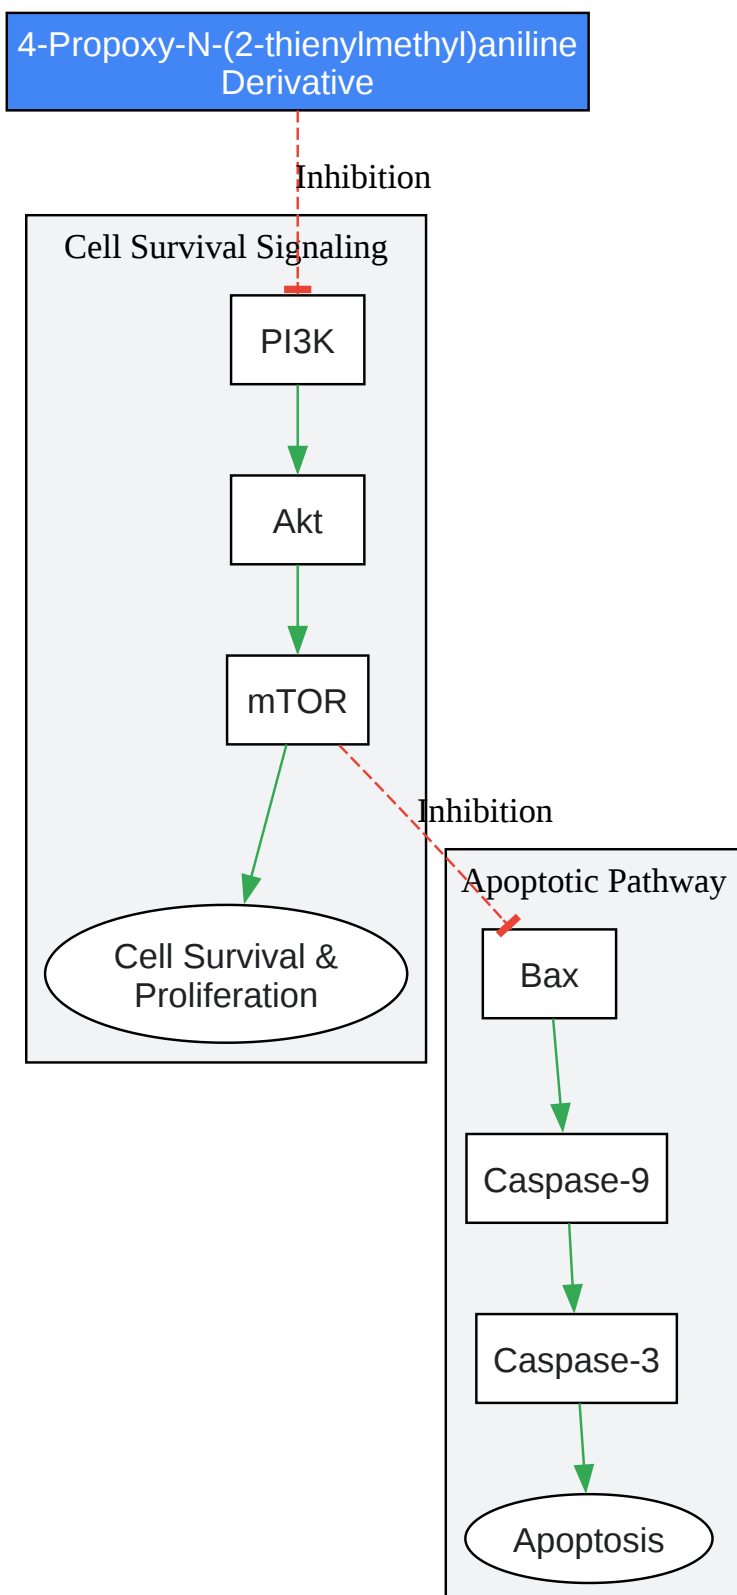 4-Propoxy-N-(2-thienylmethyl)aniline
Derivative
Inhibition
Cell Survival Signaling
PI3K
Akt
mTOR
Inhibition
Apoptotic Pathway
Cell Survival &
Proliferation
Bax
Caspase-9
Caspase-3
Apoptosis